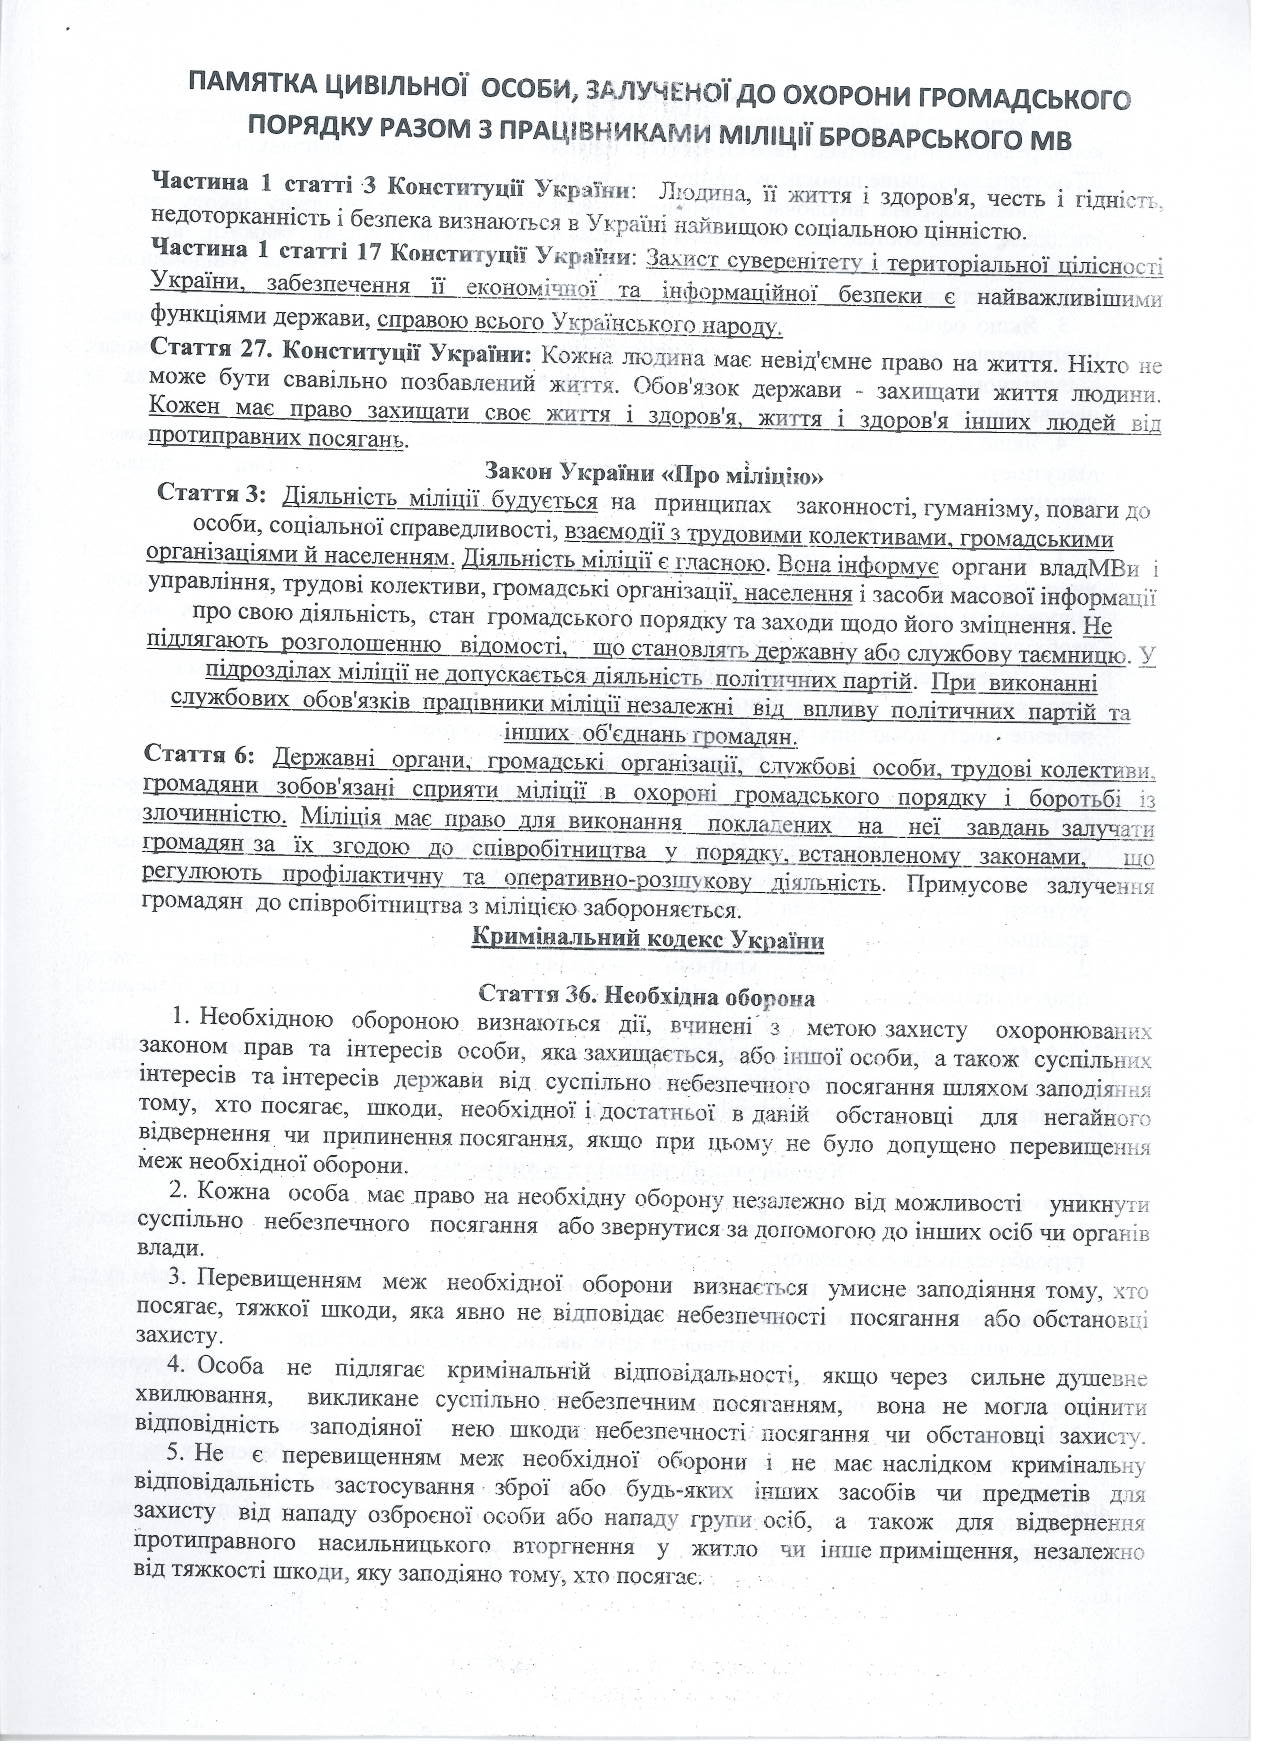 ПАМЯТКА ЦИВІЛЬНОЇ ОСОБИ, ЗАЛУЧЕНОЇ ДО ОХОРОНИ ГРОМАДСЬКОГО
ПОРЯДКУ РАЗОМ З ПРАЦІВНИКАМИ МІЛІЦІЇ БРОВАРСЬКОГО МВ
Частина 1 статті 3 Конституції України: Людина, її життя і здоров'я, честь і гідність,
недоторканність і безпека визнаються в Україні найвищою соціальною цінністю.
Частина 1 статті 17 Конституції України: Захист суверенітету і територіальної цілісності
України, забезпечення її економічної та інформаційної безпеки є найважливішими
функціями держави, справою всього Українського народу.
Стаття 27. Конституції України: Кожна людина має невід'ємне право на життя. Ніхто не
може бути свавільно позбавлений життя. Обов'язок держави - захищати життя людини.
Кожен має право захищати своє життя і здоров'я, життя і здоров'я інших людей від
протиправних посягань.
Закон України «Про міліцію»
Стаття 3: Діяльність міліції будується на принципах законності, гуманізму, поваги до
особи, соціальної справедливості, взаємодії з трудовими колективами, громадськими
організаціями й населенням. Діяльність міліції є гласною. Вона інформує органи владМВи і
управління, трудові колективи, громадські організації, населення і засоби масової інформації
про свою діяльність, стан громадського порядку та заходи щодо його зміцнення. Не
підлягають розголошенню відомості, що становлять державну або службову таємницю. У
підрозділах міліції не допускається діяльність політичних партій. При виконанні
службових обов'язків працівники міліції незалежні від впливу політичних партій та
інших об'єднань громадян.
Стаття 6: Державні органи, громадські організації, службові особи, трудові колективи,
громадяни зобов'язані сприяти міліції в охороні громадського порядку і боротьбі із
злочинністю. Міліція має право для виконання покладених на неї завдань залучати
громадян за їх згодою до співробітництва у порядку, встановленому законами, що
регулюють профілактичну та оперативно-розшукову діяльність. Примусове залучення
громадян до співробітництва з міліцією забороняється.
Кримінальний кодекс України
Стаття 36. Необхідна оборона
1. Необхідною обороною визнаються дії, вчинені з метою захисту охоронюваних
законом прав та інтересів особи, яка захищається, або іншої особи, а також суспільних
інтересів та інтересів держави від суспільно небезпечного посягання шляхом заподіяння
тому, хто посягає, шкоди, необхідної і достатньої в даній обстановці для негайного
відвернення чи припинення посягання, якщо при цьому не було допущено перевищення
меж необхідної оборони.
2. Кожна особа має право на необхідну оборону незалежно від можливості уникнути
суспільно небезпечного посягання або звернутися за допомогою до інших осіб чи органів
влади.
3. Перевищенням меж необхідної оборони визнається умисне заподіяння тому, хто
посягає, тяжкої шкоди, яка явно не відповідає небезпечності посягання або обстановці
захисту.
4. Особа не підлягає кримінальній відповідальності, якщо через сильне душевне
хвилювання, викликане суспільно небезпечним посяганням, вона не могла оцінити
відповідність заподіяної нею шкоди небезпечності посягання чи обстановці захисту.
5. Не є перевищенням меж необхідної оборони і не має наслідком кримінальну
відповідальність застосування зброї або будь-яких інших засобів чи предметів для
захисту від нападу озброєної особи або нападу групи осіб, а також для відвернення
протиправного насильницького вторгнення у житло чи інше приміщення, незалежно
від тяжкості шкоди, яку заподіяно тому, хто посягає.